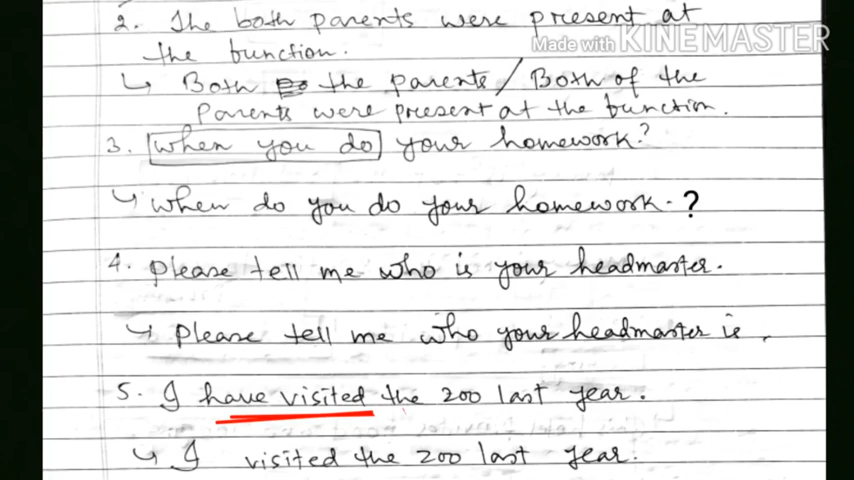 2. The both parents were present at
the function.
↳ Both the parents/Both of the
Parents were present at the function.
3. when you do your homework?
↳ when do you do your homework. ?
4. Please tell me who is your headmaster.
↳ Please tell me who your headmaster is.
5. I have visited the zoo last year.
↳ I visited the zoo last year.
Made with KINEMASTER